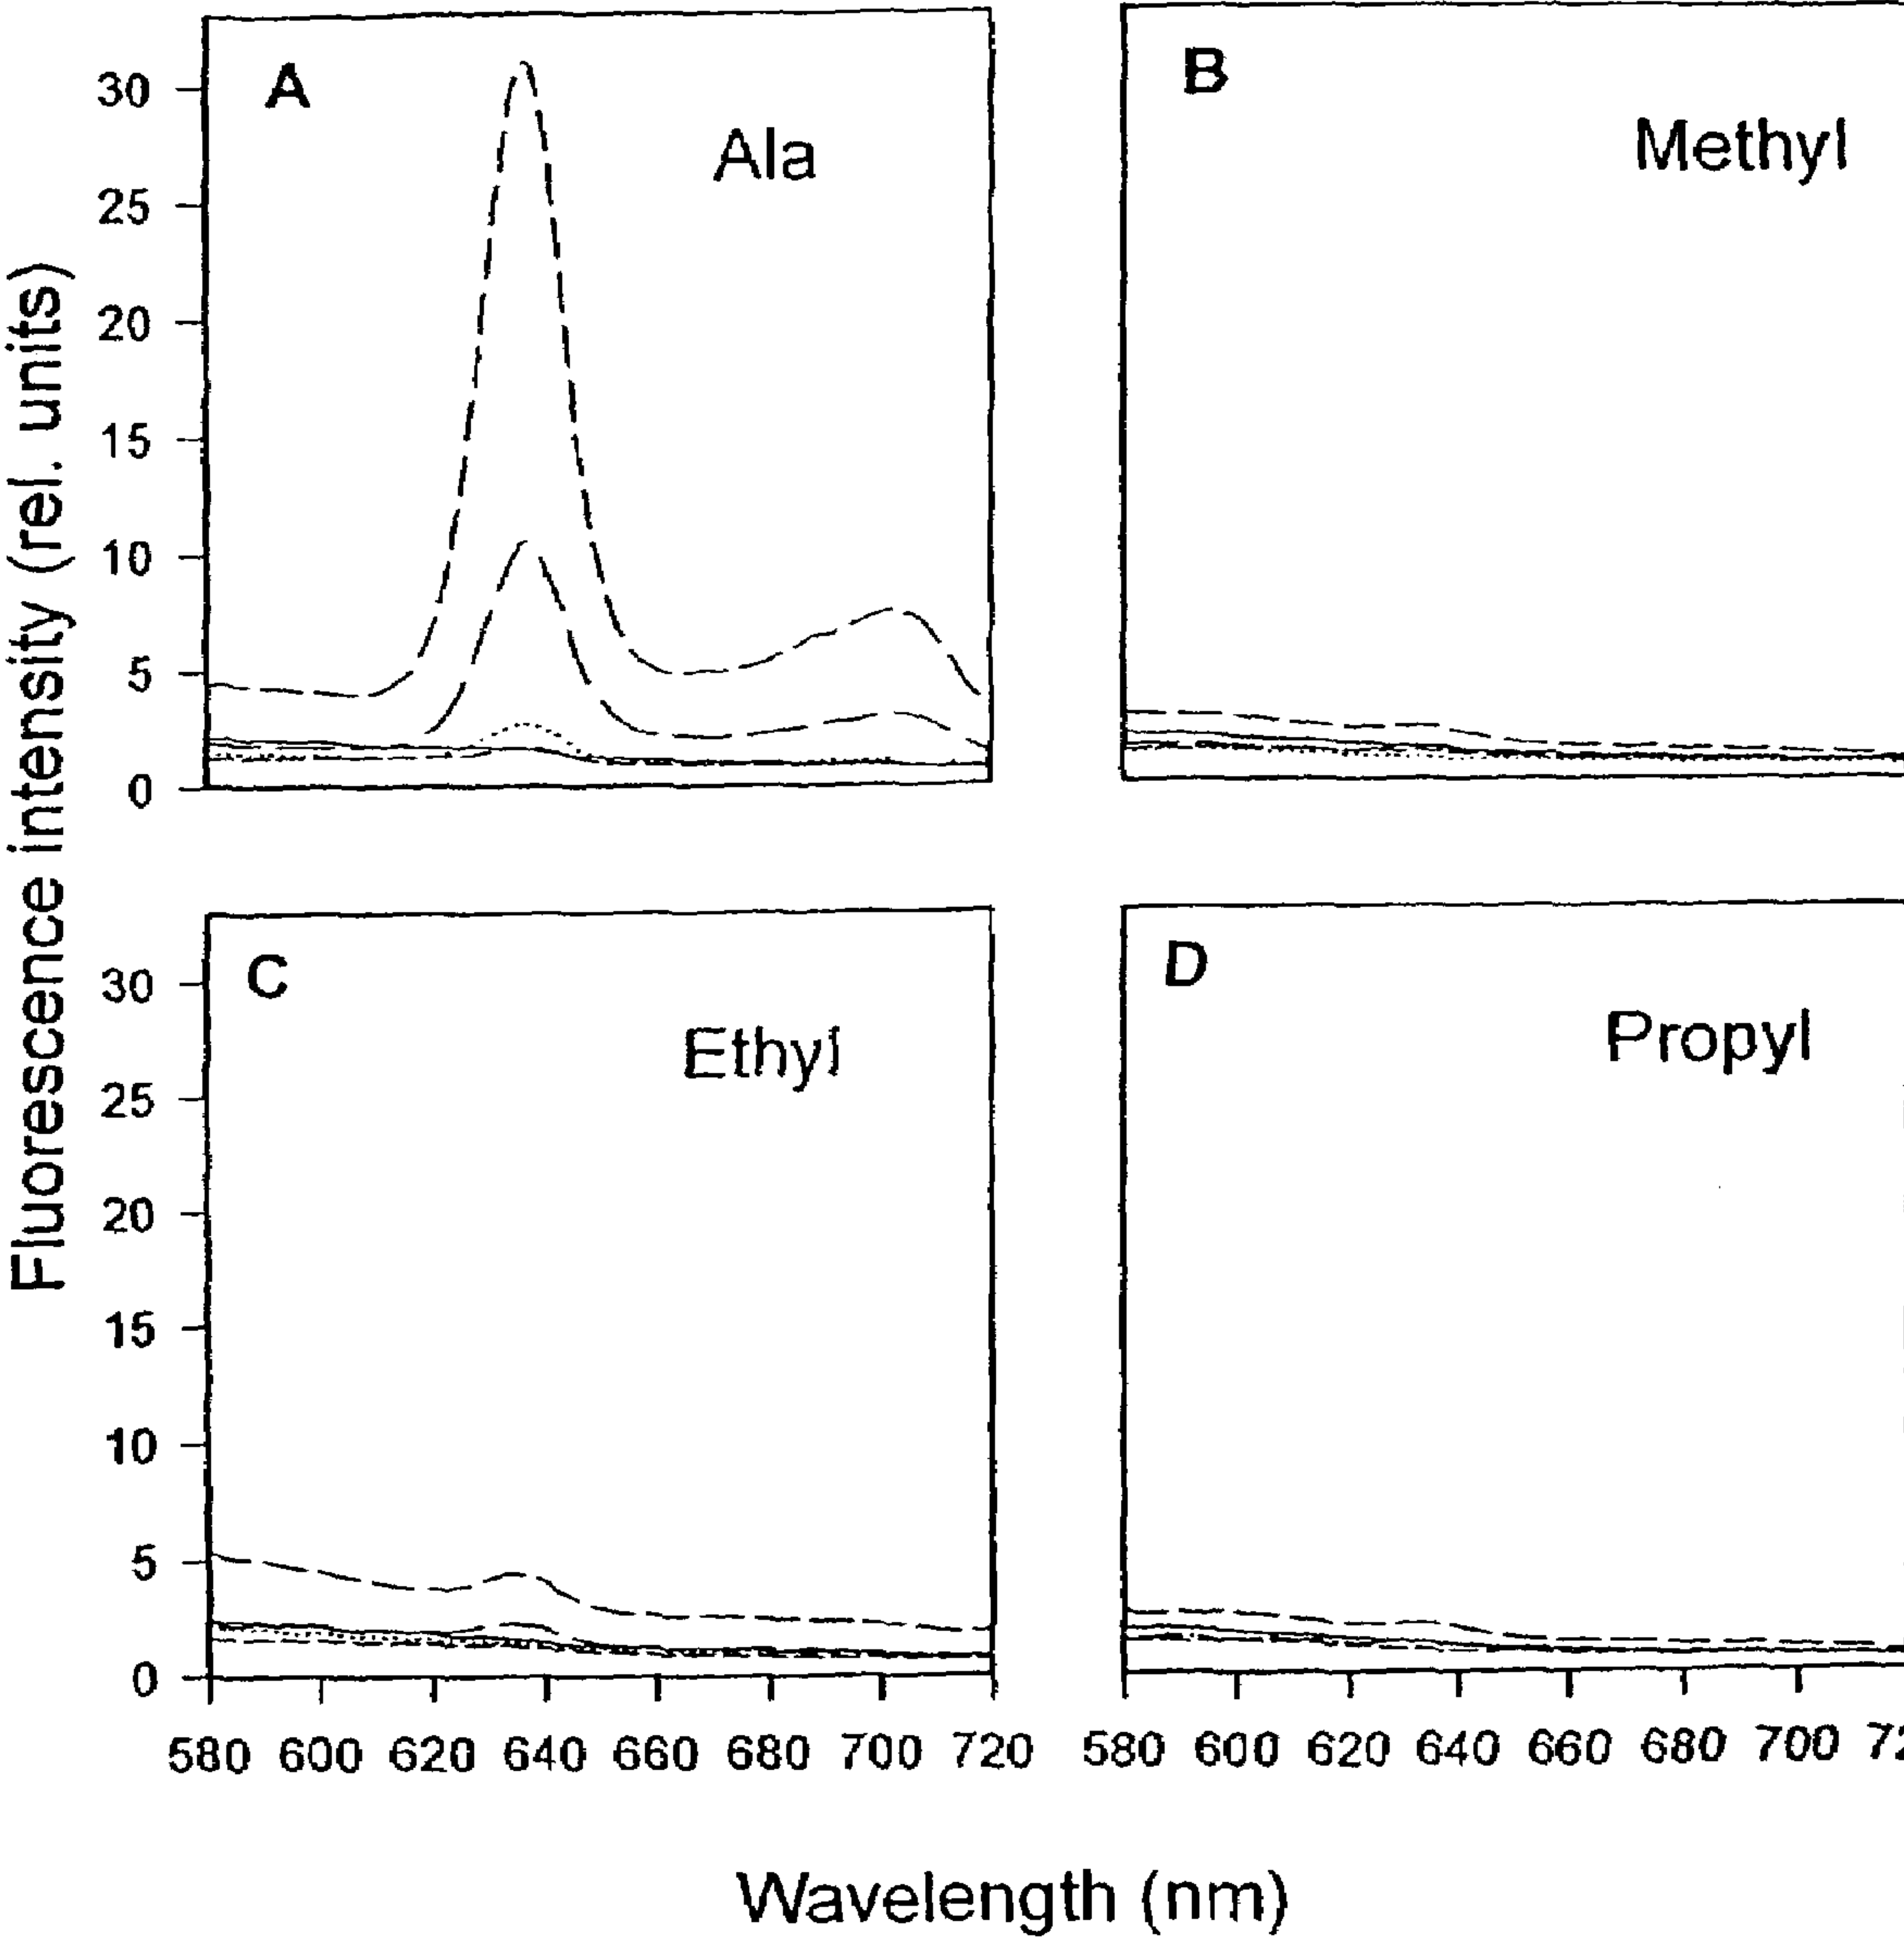 Fluorescence intensity (rel. units)
A
Ala
30
25
20
15
10
5
0
B
Methyl
C
Ethyl
30
25
20
15
10
5
0
580 600 620 640 660 680 700 720
D
Propyl
580 600 620 640 660 680 700 72
Wavelength (nm)